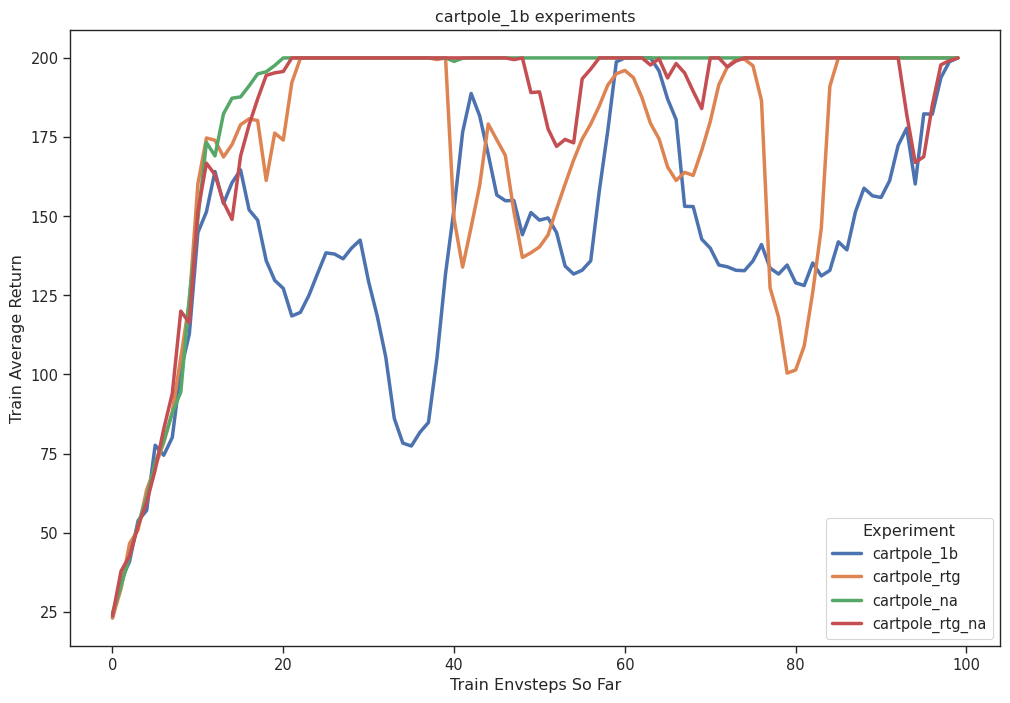 cartpole_1b experiments
Train Average Return
200
175
150
125
100
75
50
25
0
20
40
60
80
100
Train Envsteps So Far
Experiment
cartpole_1b
cartpole_rtg
cartpole_na
cartpole_rtg_na